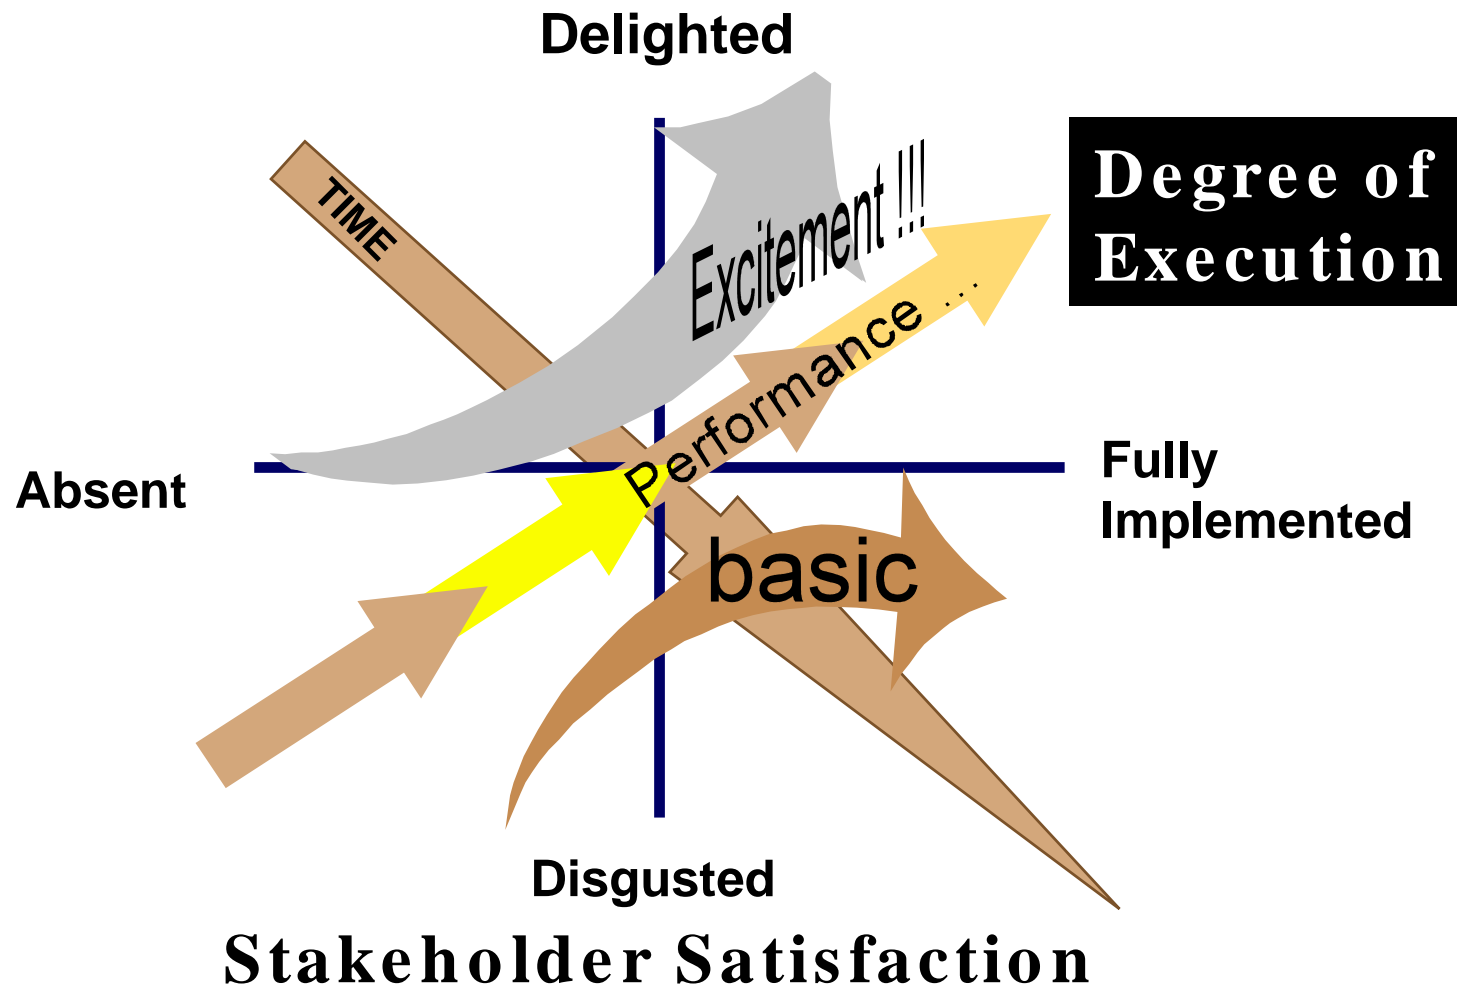 Delighted
TIME
Excitement !!!
Degree of
Execution
Performance ...
Absent
Fully
Implemented
basic
Disgusted
Stakeholder Satisfaction